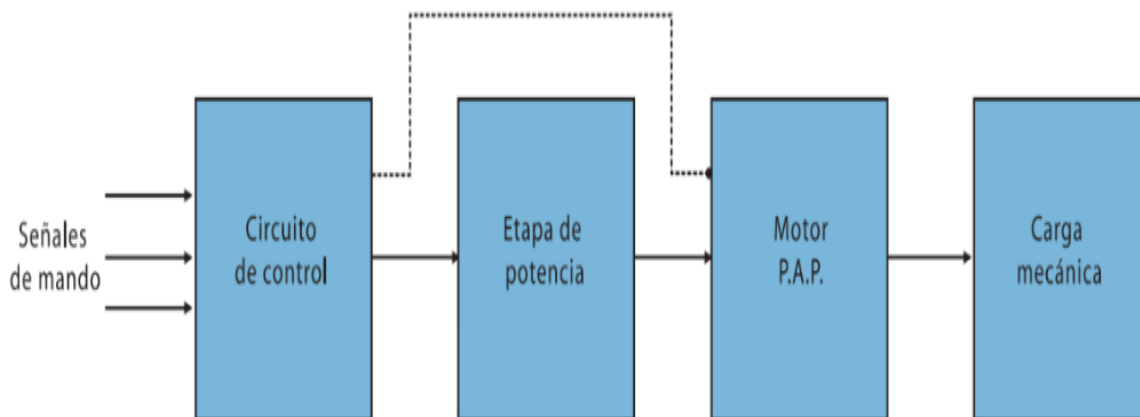 Señales
de mando
Circuito
de control
Etapa de
potencia
Motor
P.A.P.
Carga
mecánica